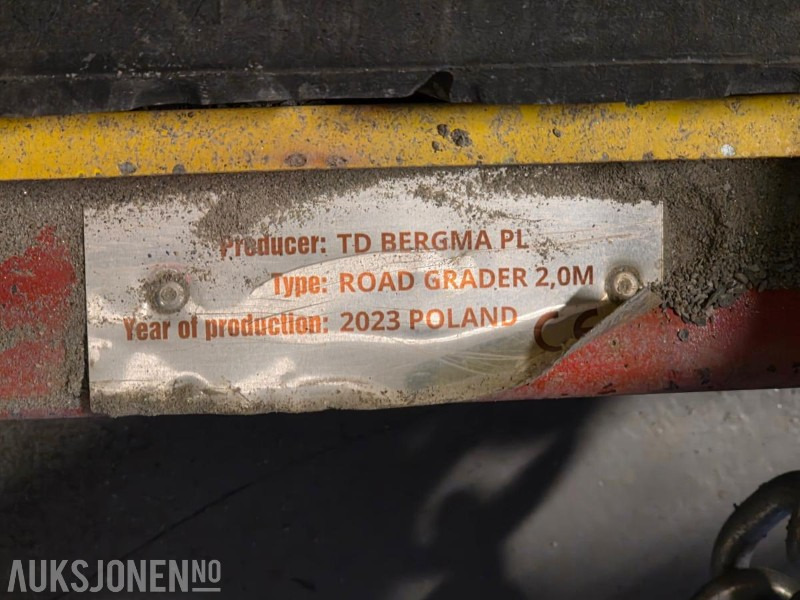 Producer: TD BERGMA PL
Type: ROAD GRADER 2,0M
Year of production: 2023 POLAND
CE
AUKSJONEN.NO